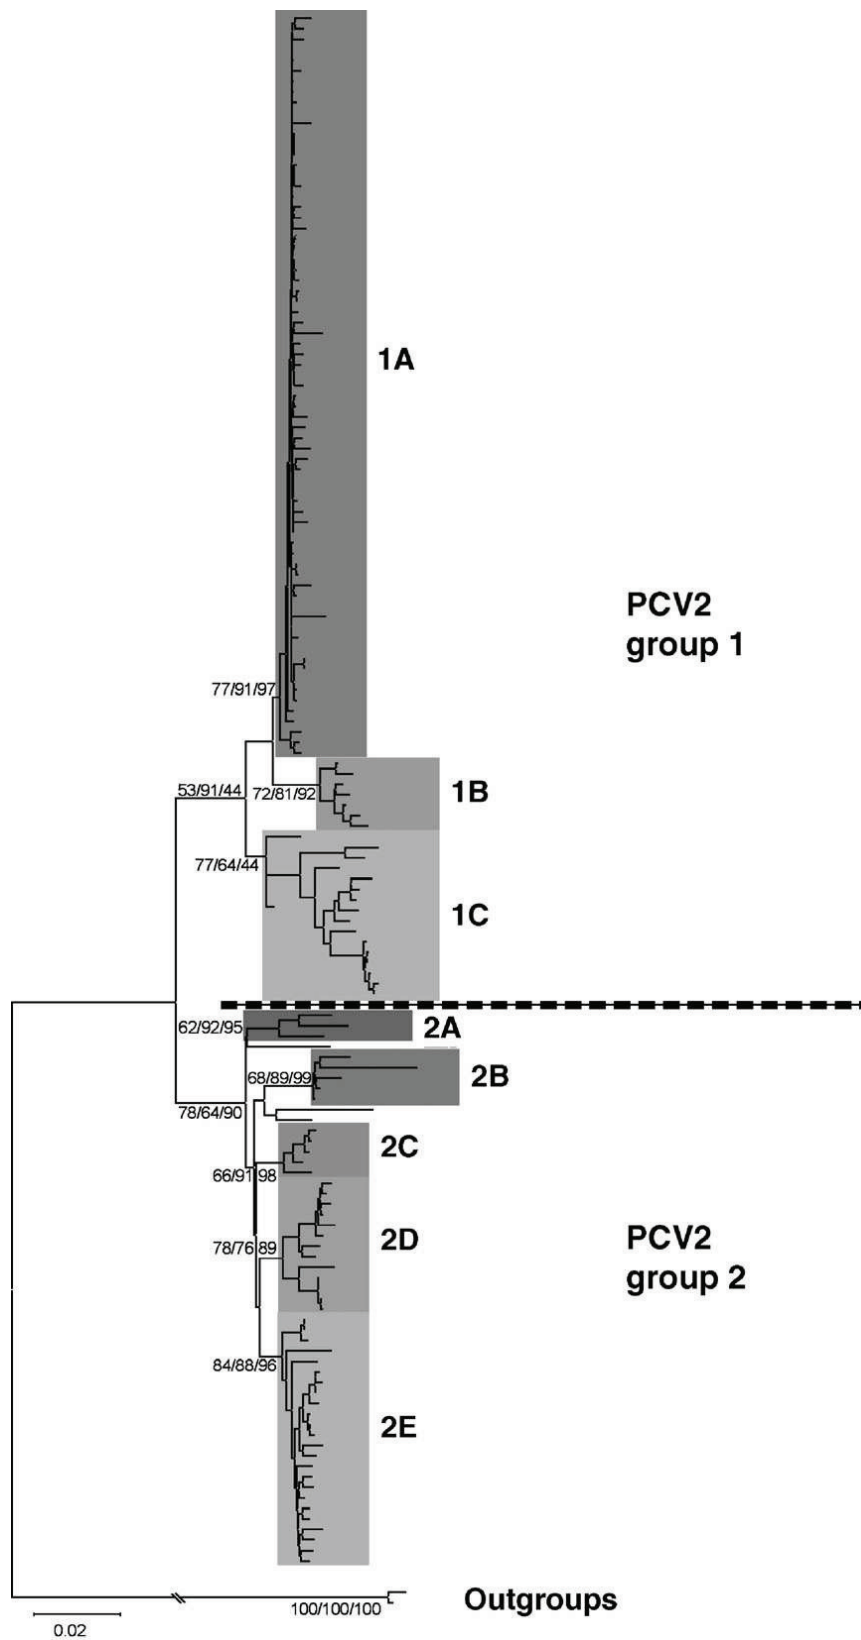 1A
PCV2
group 1
77/91/97
53/91/44
72/81/92
1B
77/64/44
1C
62/92/95
2A
68/89/99
2B
78/64/90
2C
66/91/98
2D
78/76/89
PCV2
group 2
84/88/96
2E
Outgroups
100/100/100
0.02